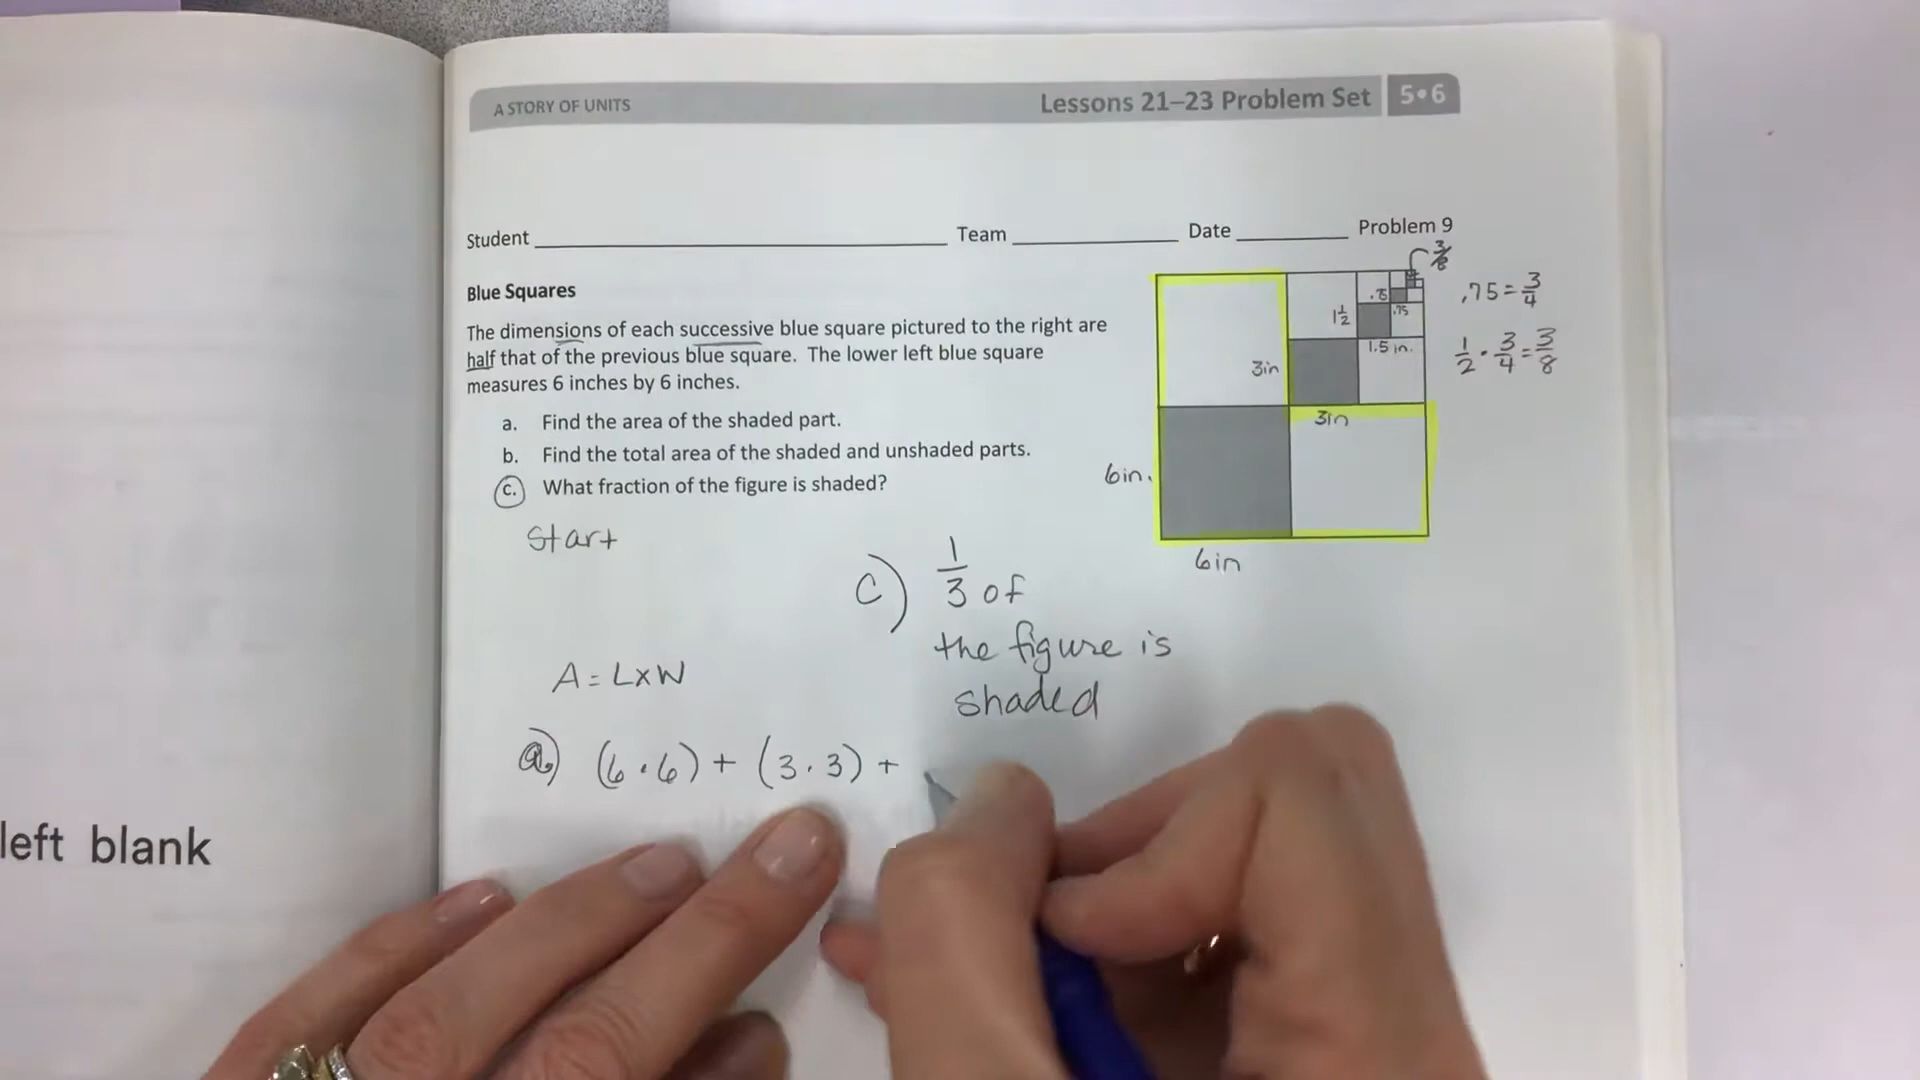 A STORY OF UNITS
Lessons 21–23 Problem Set 5•6
Student Team Date Problem 9
Blue Squares
The dimensions of each successive blue square pictured to the right are
half that of the previous blue square. The lower left blue square
measures 6 inches by 6 inches.
a. Find the area of the shaded part.
b. Find the total area of the shaded and unshaded parts.
c. What fraction of the figure is shaded?
Start
3/8
.75
.75
1 1/2
1.5 in.
3in
3in
6in.
6in
.75 = 3/4
1/2 · 3/4 = 3/8
c) 1/3 of
the figure is
shaded
A = L x W
a) (6 · 6) + (3 · 3) +
left blank